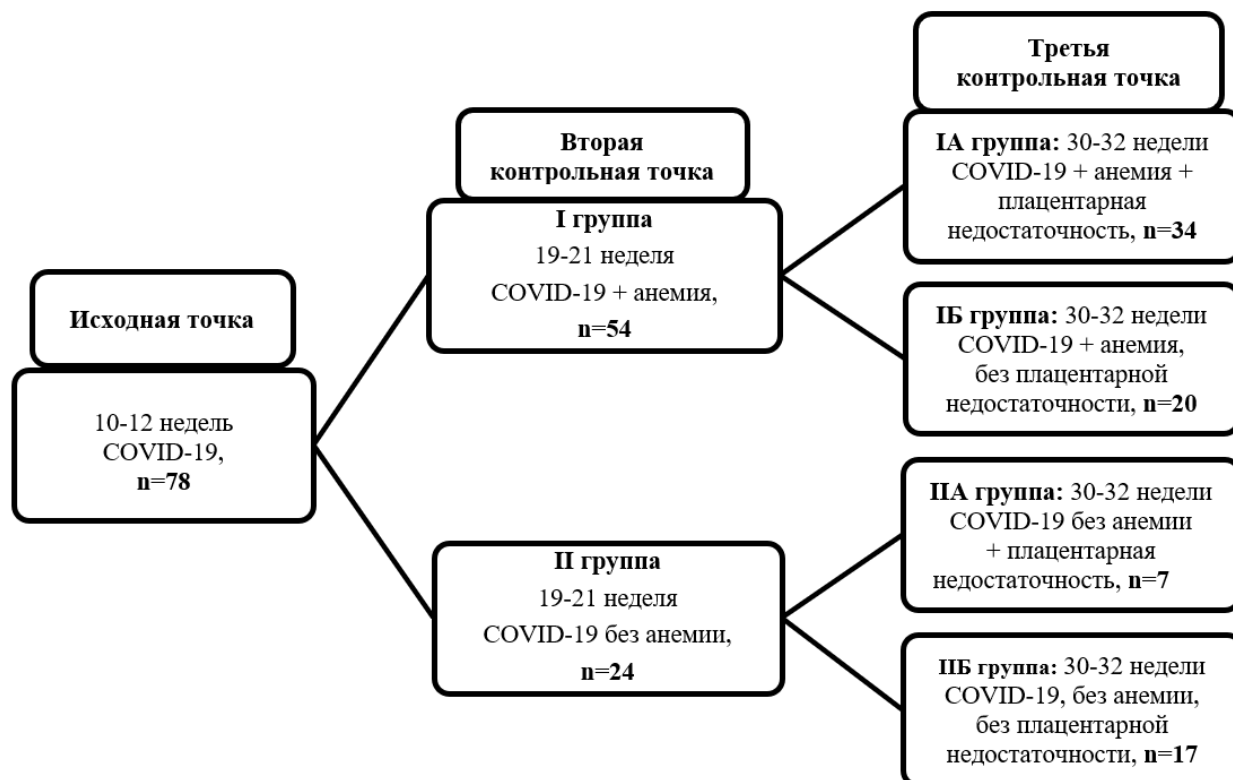 Исходная точка
10-12 недель
COVID-19,
n=78
Вторая
контрольная точка
I группа
19-21 неделя
COVID-19 + анемия,
n=54
II группа
19-21 неделя
COVID-19 без анемии,
n=24
Третья
контрольная точка
IА группа: 30-32 недели
COVID-19 + анемия +
плацентарная
недостаточность, n=34
IБ группа: 30-32 недели
COVID-19 + анемия,
без плацентарной
недостаточности, n=20
IIА группа: 30-32 недели
COVID-19 без анемии
+ плацентарная
недостаточность, n=7
IIБ группа: 30-32 недели
COVID-19, без анемии,
без плацентарной
недостаточности, n=17